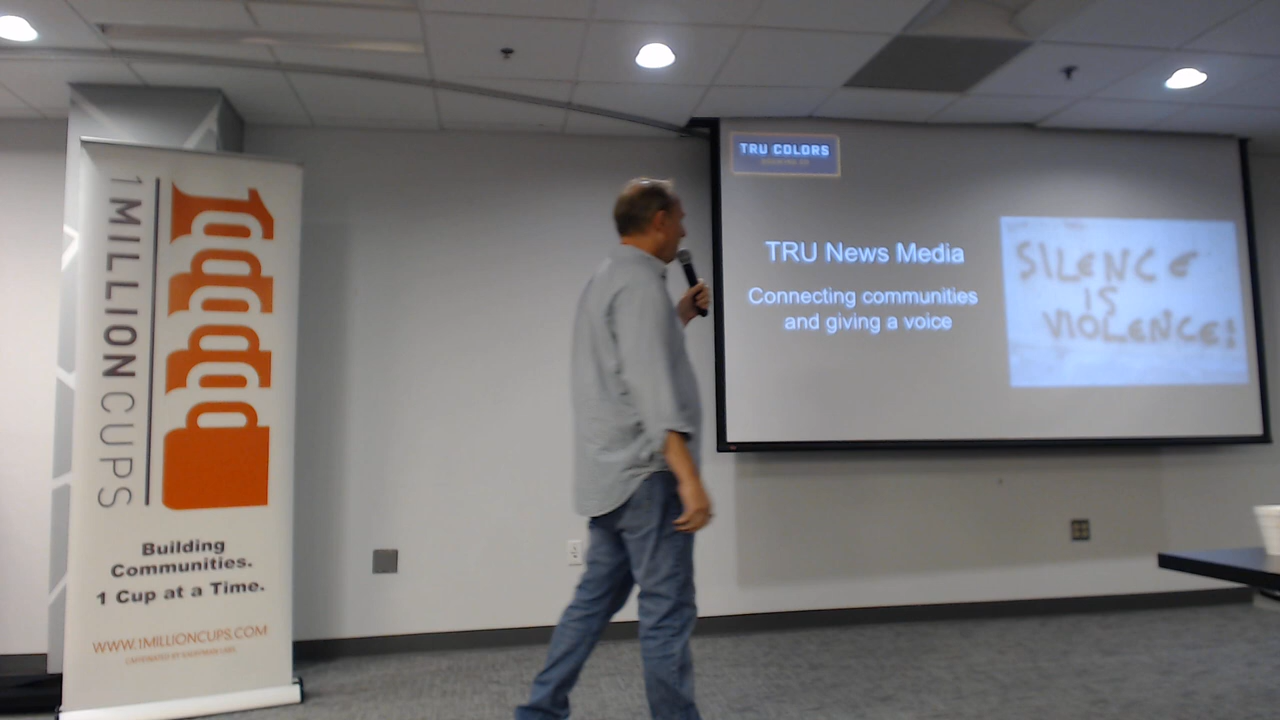 1 MILLION CUPS
Building
Communities.
1 Cup at a Time.
WWW.1MILLIONCUPS.COM
TRU COLORS
TRU News Media
Connecting communities
and giving a voice
SILENCE
IS
VIOLENCE!